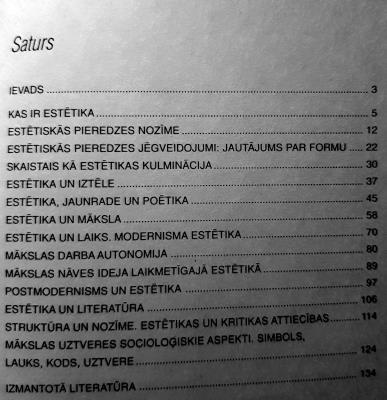 Saturs
IEVADS 3
KAS IR ESTĒTIKA 5
ESTĒTISKĀS PIEREDZES NOZĪME 12
ESTĒTISKĀS PIEREDZES JĒGVEIDOJUMI: JAUTĀJUMS PAR FORMU 22
SKAISTAIS KĀ ESTĒTIKAS KULMINĀCIJA 30
ESTĒTIKA UN IZTĒLE 37
ESTĒTIKA, JAUNRADE UN POĒTIKA 45
ESTĒTIKA UN MĀKSLA 58
ESTĒTIKA UN LAIKS. MODERNISMA ESTĒTIKA 70
MĀKSLAS DARBA AUTONOMIJA 80
MĀKSLAS NĀVES IDEJA LAIKMETĪGAJĀ ESTĒTIKĀ 89
POSTMODERNISMS UN ESTĒTIKA 97
ESTĒTIKA UN LITERATŪRA 106
STRUKTŪRA UN NOZĪME. ESTĒTIKAS UN KRITIKAS ATTIECĪBAS 114
MĀKSLAS UZTVERES SOCIOLOĢISKIE ASPEKTI. SIMBOLS,
LAUKS, KODS, UZTVERE 124
IZMANTOTĀ LITERATŪRA 134